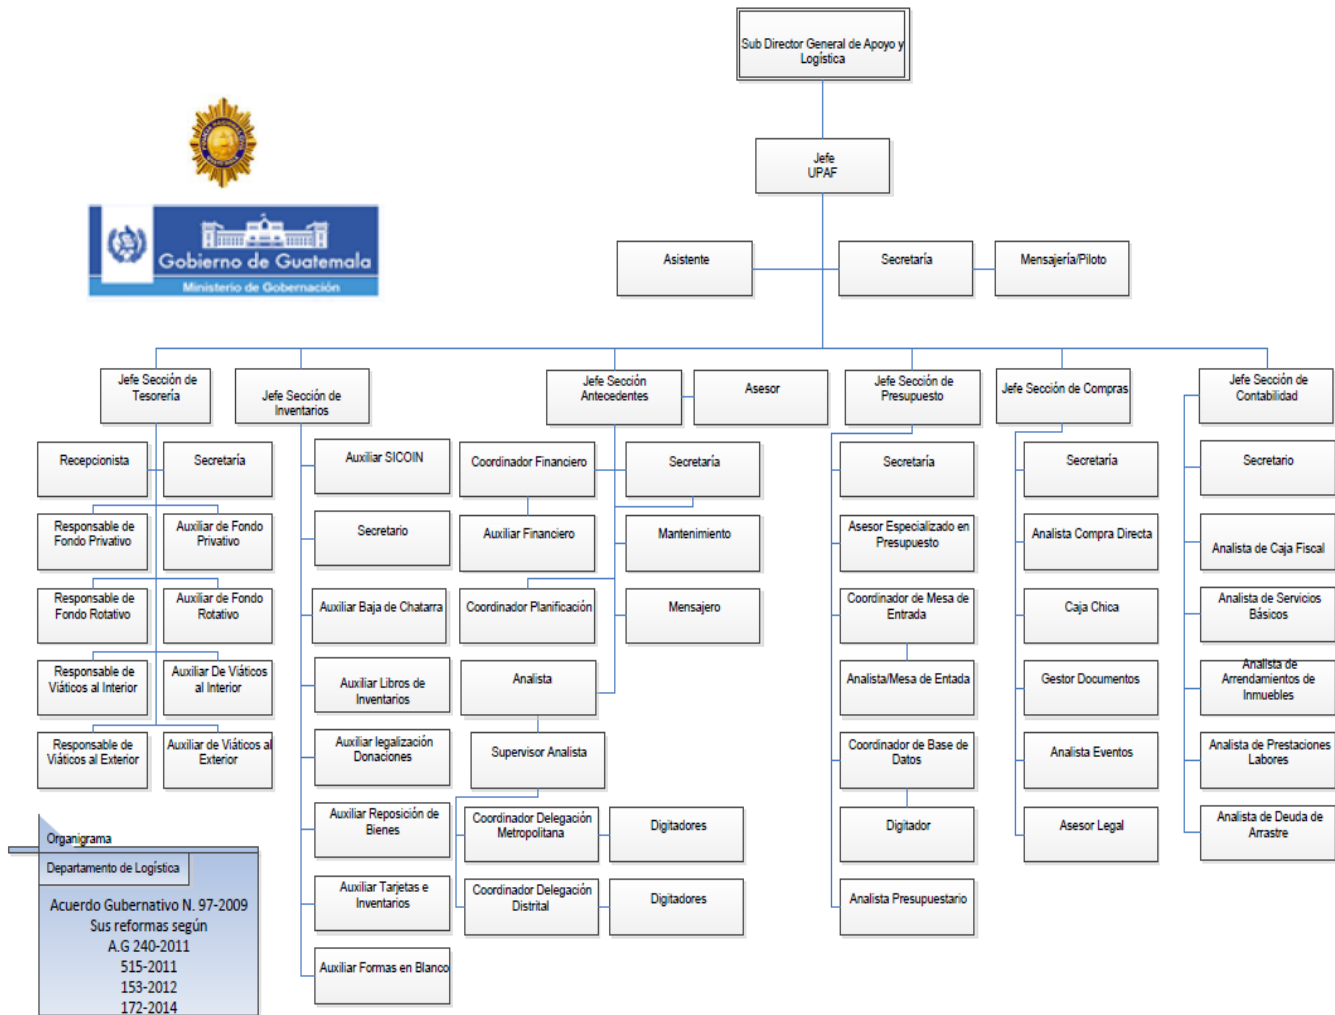 Sub Director General de Apoyo y
Logística
Jefe
UPAF
Gobierno de Guatemala
Ministerio de Gobernación
Asistente
Secretaría
Mensajería/Piloto
Jefe Sección de
Tesorería
Jefe Sección de
Inventarios
Jefe Sección
Antecedentes
Asesor
Jefe Sección de
Presupuesto
Jefe Sección de Compras
Jefe Sección de
Contabilidad
Recepcionista
Secretaría
Responsable de
Fondo Privativo
Auxiliar de Fondo
Privativo
Responsable de
Fondo Rotativo
Auxiliar de Fondo
Rotativo
Responsable de
Viáticos al Interior
Auxiliar De Viáticos
al Interior
Responsable de
Viáticos al Exterior
Auxiliar de Viáticos al
Exterior
Auxiliar SICOIN
Secretario
Auxiliar Baja de Chatarra
Auxiliar Libros de
Inventarios
Auxiliar legalización
Donaciones
Auxiliar Reposición de
Bienes
Auxiliar Tarjetas e
Inventarios
Auxiliar Formas en Blanco
Coordinador Financiero
Secretaría
Auxiliar Financiero
Mantenimiento
Coordinador Planificación
Mensajero
Analista
Supervisor Analista
Coordinador Delegación
Metropolitana
Digitadores
Coordinador Delegación
Distrital
Digitadores
Secretaría
Asesor Especializado en
Presupuesto
Coordinador de Mesa de
Entrada
Analista/Mesa de Entada
Coordinador de Base de
Datos
Digitador
Analista Presupuestario
Secretaría
Analista Compra Directa
Caja Chica
Gestor Documentos
Analista Eventos
Asesor Legal
Secretario
Analista de Caja Fiscal
Analista de Servicios
Básicos
Analista de
Arrendamientos de
Inmuebles
Analista de Prestaciones
Labores
Analista de Deuda de
Arrastre
Organigrama
Departamento de Logística
Acuerdo Gubernativo N. 97-2009
Sus reformas según
A.G 240-2011
515-2011
153-2012
172-2014